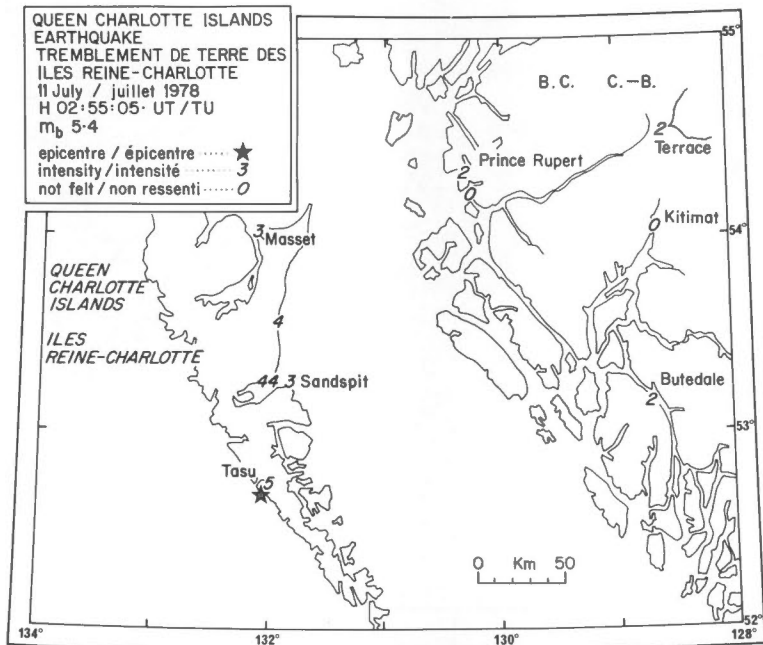 QUEEN CHARLOTTE ISLANDS
EARTHQUAKE
TREMBLEMENT DE TERRE DES
ILES REINE-CHARLOTTE
11 July / juillet 1978
H 02:55:05· UT/TU
mb 5·4
epicentre / épicentre ····· ★
intensity / intensité ······· 3
not felt / non ressenti ···· 0
55°
B.C. C.-B.
2
Terrace
Prince Rupert
2
0
Kitimat
0
54°
3
Masset
QUEEN
CHARLOTTE
ISLANDS
4
ILES
REINE-CHARLOTTE
44 3 Sandspit
Butedale
2
53°
Tasu
5
0 Km 50
52°
134° 132° 130° 128°